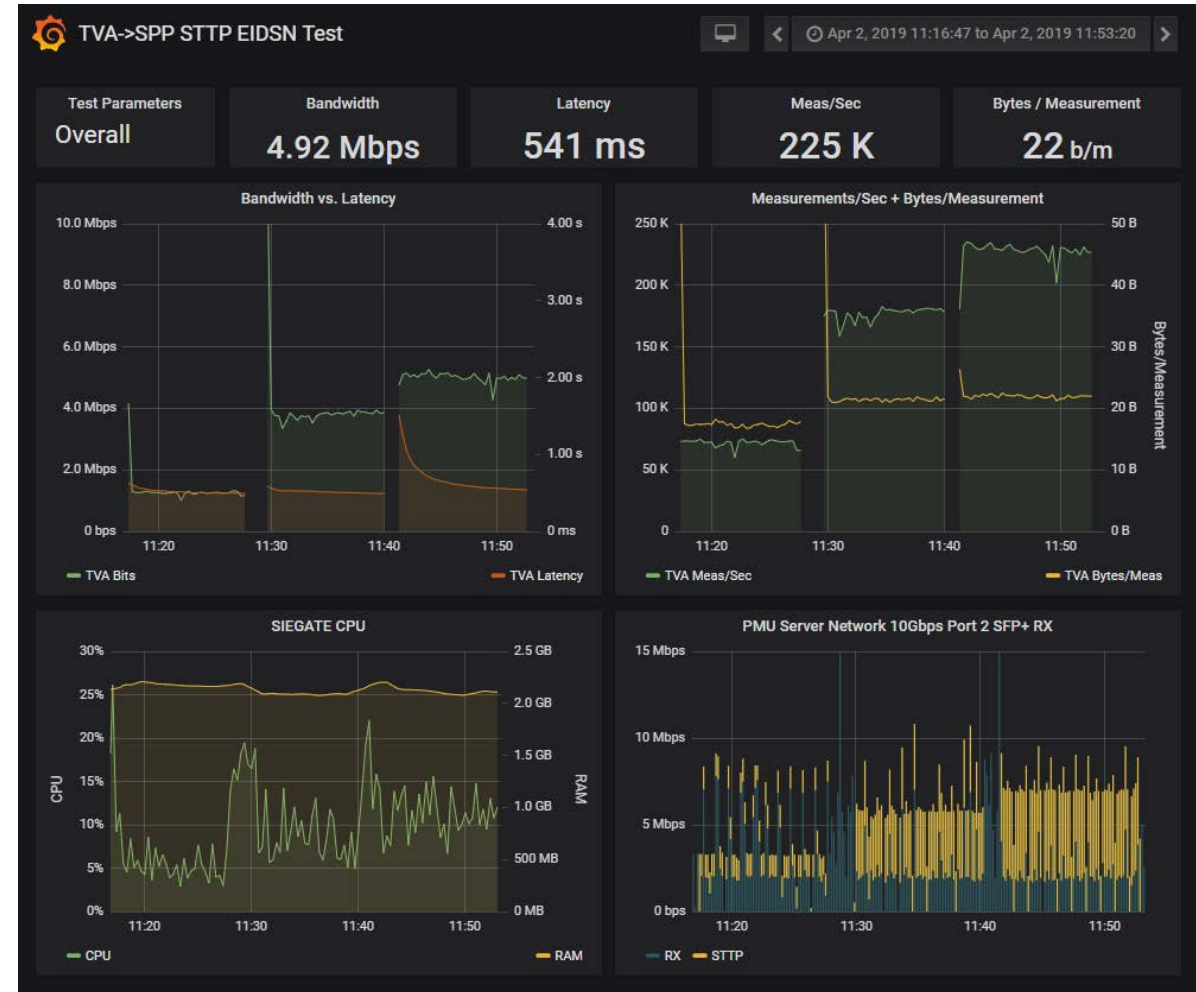 TVA->SPP STTP EIDSN Test
Apr 2, 2019 11:16:47 to Apr 2, 2019 11:53:20
Test Parameters
Overall
Bandwidth
4.92 Mbps
Latency
541 ms
Meas/Sec
225 K
Bytes / Measurement
22 b/m
Bandwidth vs. Latency
10.0 Mbps
8.0 Mbps
6.0 Mbps
4.0 Mbps
2.0 Mbps
0 bps
4.00 s
3.00 s
2.00 s
1.00 s
0 ms
11:20 11:30 11:40 11:50
TVA Bits TVA Latency
Measurements/Sec + Bytes/Measurement
250 K
200 K
150 K
100 K
50 K
0
50 B
40 B
30 B
20 B
10 B
0 B
Bytes/Measurement
11:20 11:30 11:40 11:50
TVA Meas/Sec TVA Bytes/Meas
SIEGATE CPU
CPU
30%
25%
20%
15%
10%
5%
0%
2.5 GB
2.0 GB
1.5 GB
1.0 GB
500 MB
0 MB
RAM
11:20 11:30 11:40 11:50
CPU RAM
PMU Server Network 10Gbps Port 2 SFP+ RX
15 Mbps
10 Mbps
5 Mbps
0 bps
11:20 11:30 11:40 11:50
RX STTP